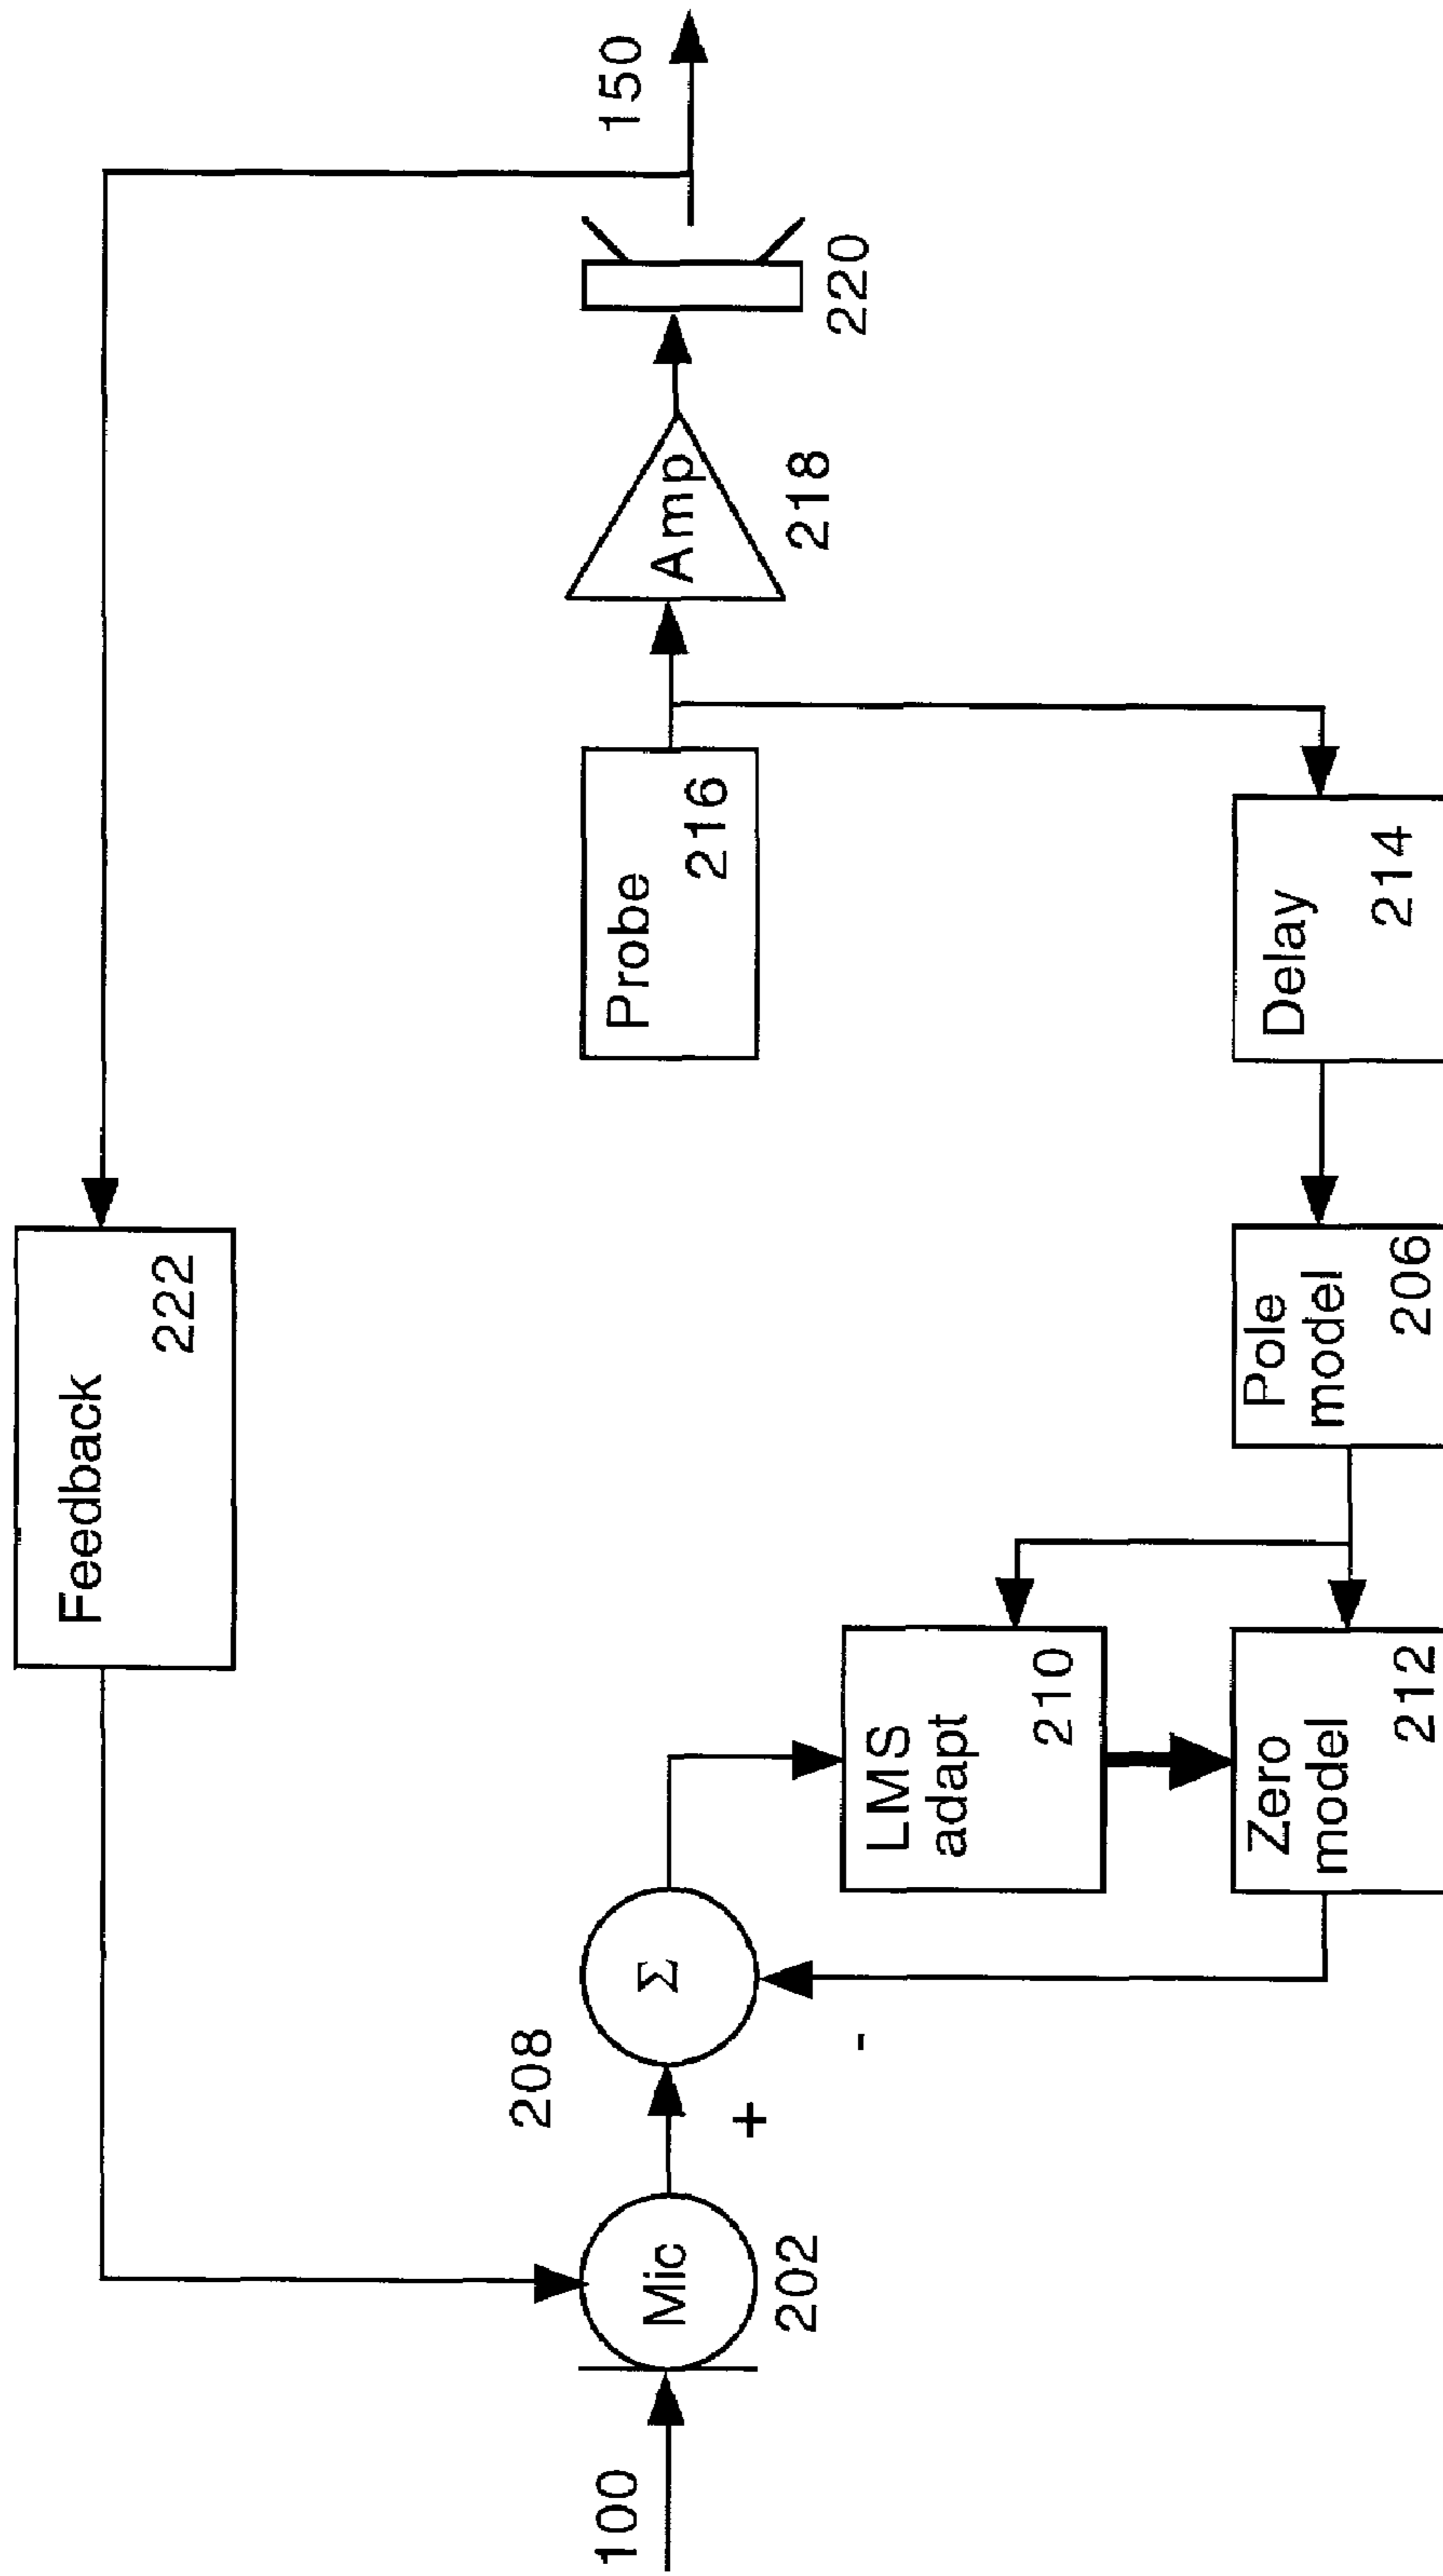 Feedback
222
150
100
Mic
202
208
Σ
+
-
Probe
216
Amp
218
220
LMS
adapt
210
Zero
model
212
Pole
model
206
Delay
214